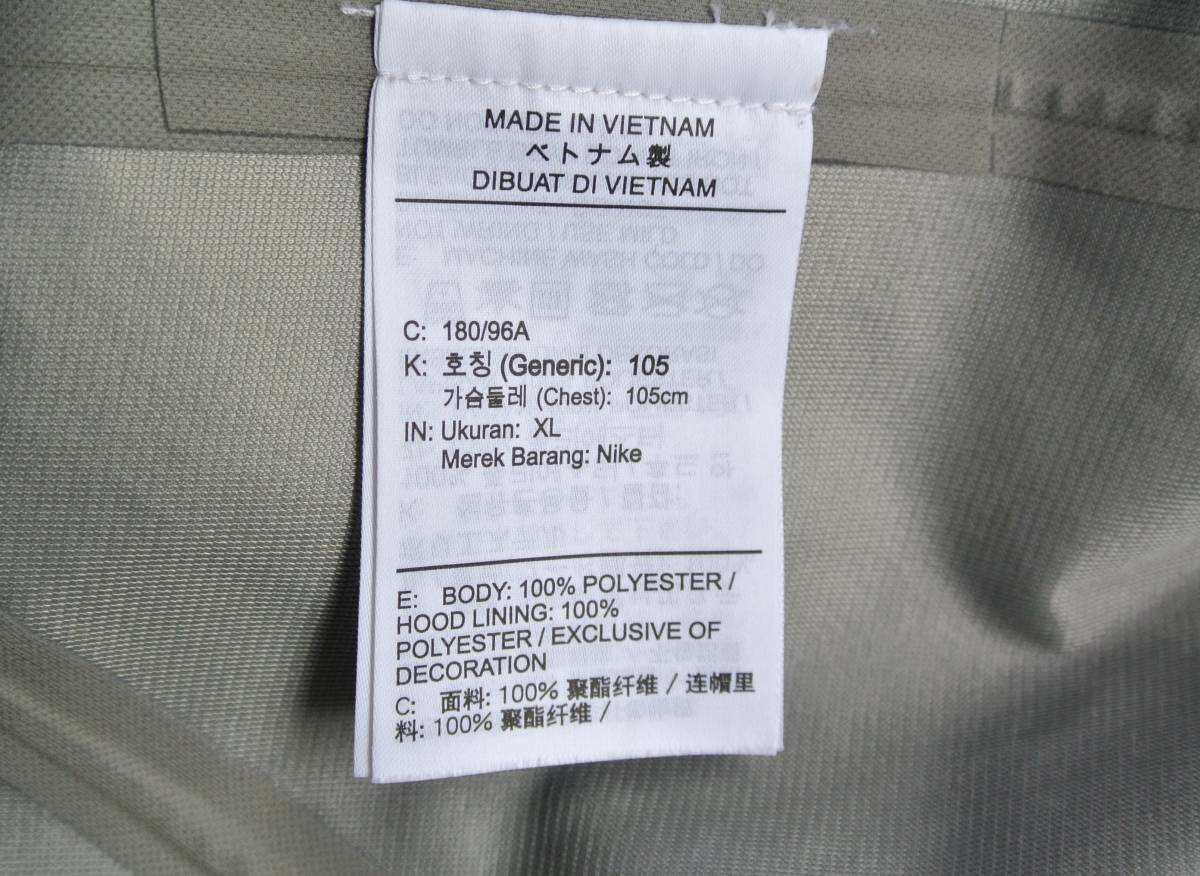 MADE IN VIETNAM
ベトナム製
DIBUAT DI VIETNAM
C: 180/96A
K: 호칭 (Generic): 105
가슴둘레 (Chest): 105cm
IN: Ukuran: XL
Merek Barang: Nike
E: BODY: 100% POLYESTER /
HOOD LINING: 100%
POLYESTER / EXCLUSIVE OF
DECORATION
C: 面料: 100% 聚酯纤维 / 连帽里
料: 100% 聚酯纤维 /